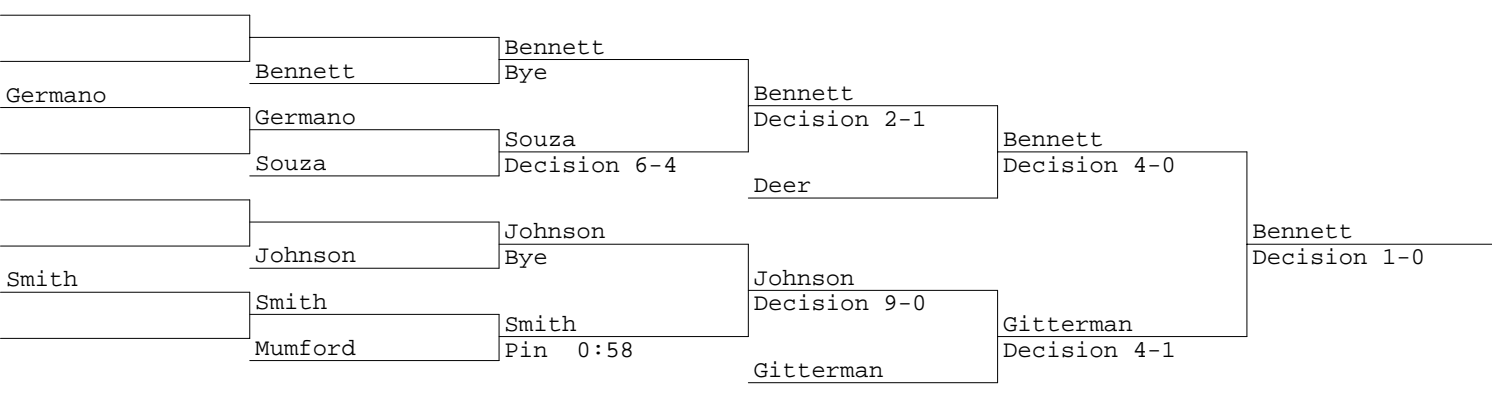 Germano
Smith
Bennett
Germano
Souza
Johnson
Smith
Mumford
Bennett
Bye
Souza
Decision 6-4
Johnson
Bye
Smith
Pin 0:58
Bennett
Decision 2-1
Deer
Johnson
Decision 9-0
Gitterman
Bennett
Decision 4-0
Gitterman
Decision 4-1
Bennett
Decision 1-0